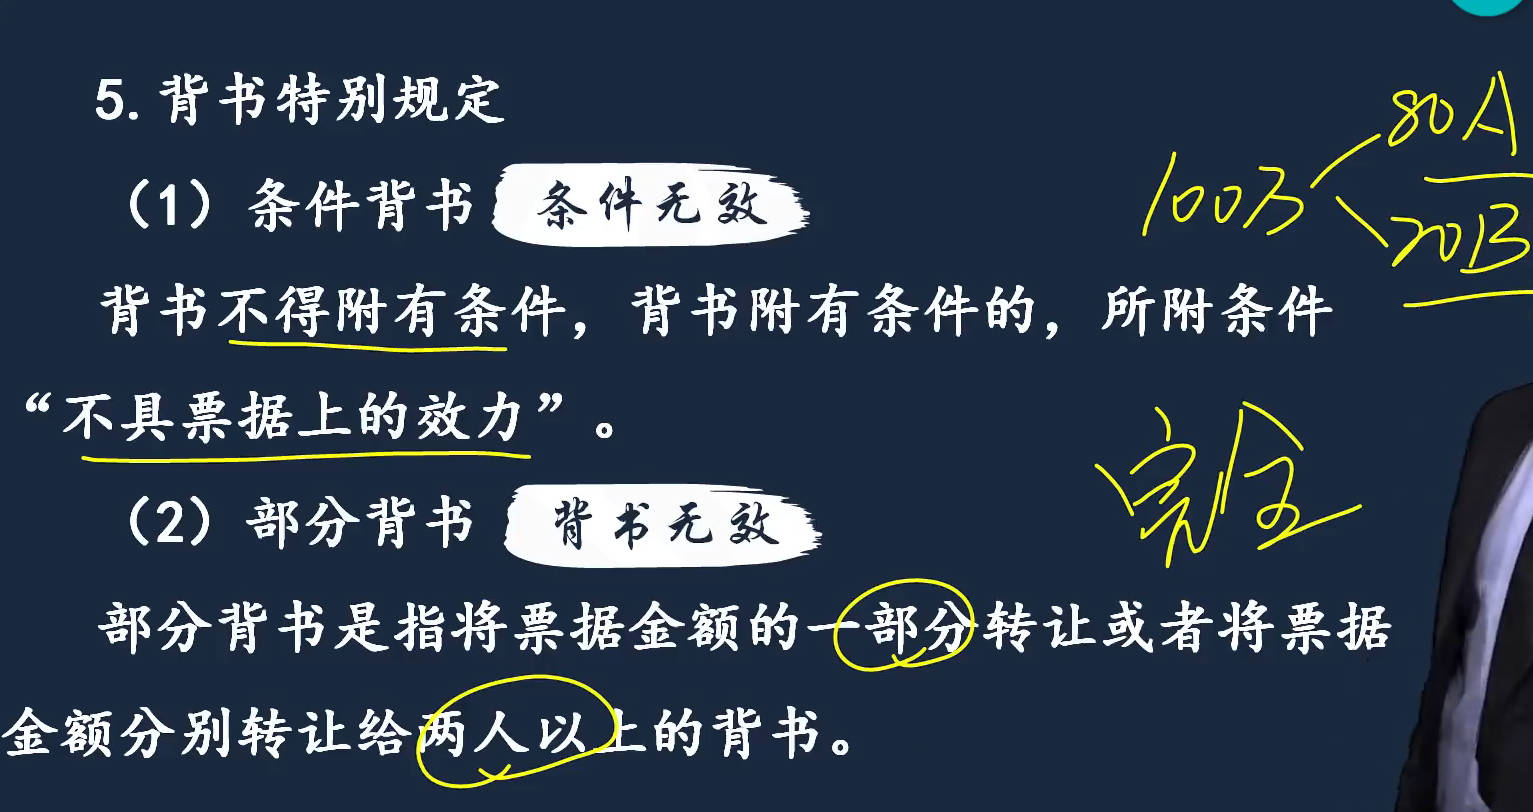 5. 背书特别规定
（1）条件背书 条件无效
背书不得附有条件，背书附有条件的，所附条件
“不具票据上的效力”。
（2）部分背书 背书无效
部分背书是指将票据金额的一部分转让或者将票据
金额分别转让给两人以上的背书。
100万
80A
20B
完全